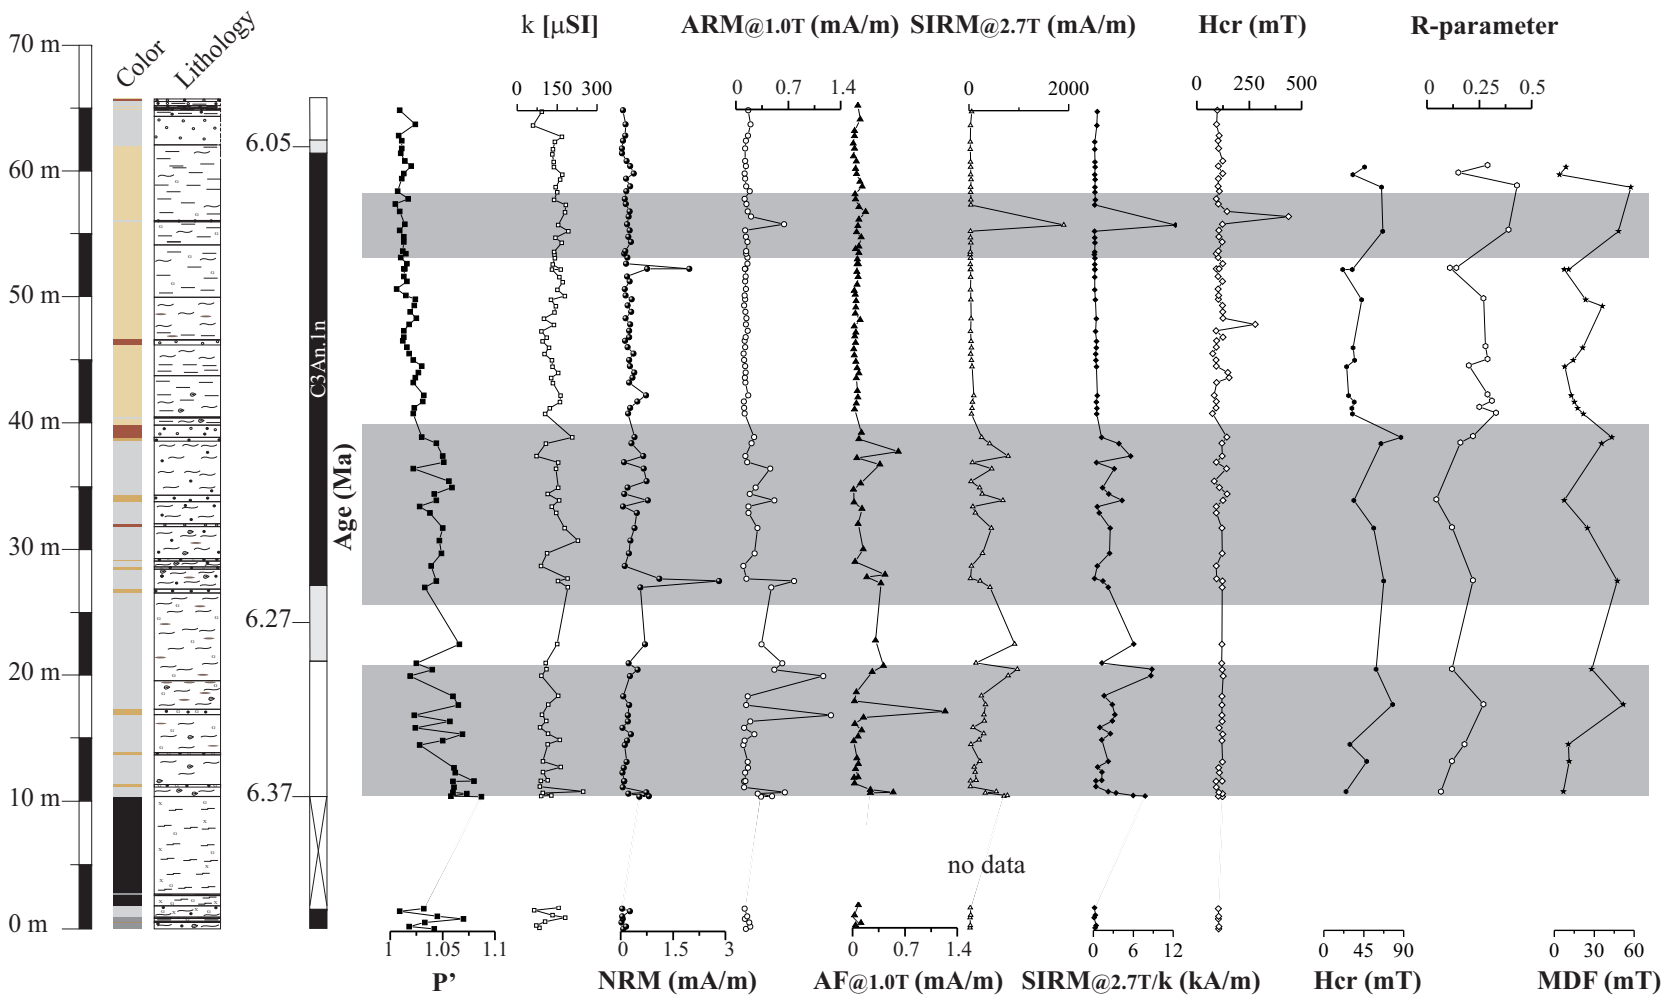 k [µSI] ARM@1.0T (mA/m) SIRM@2.7T (mA/m) Hcr (mT) R-parameter
70 m
Color Lithology
0 150 300
0 0.7 1.4
0 2000
0 250 500
0 0.25 0.5
6.05
60 m
50 m
C3An.1n
40 m
Age (Ma)
30 m
6.27
20 m
6.37
10 m
no data
0 m
1 1.05 1.1
0 1.5 3
0 0.7 1.4
0 6 12
0 45 90
0 30 60
P’ NRM (mA/m) AF@1.0T (mA/m) SIRM@2.7T/k (kA/m) Hcr (mT) MDF (mT)